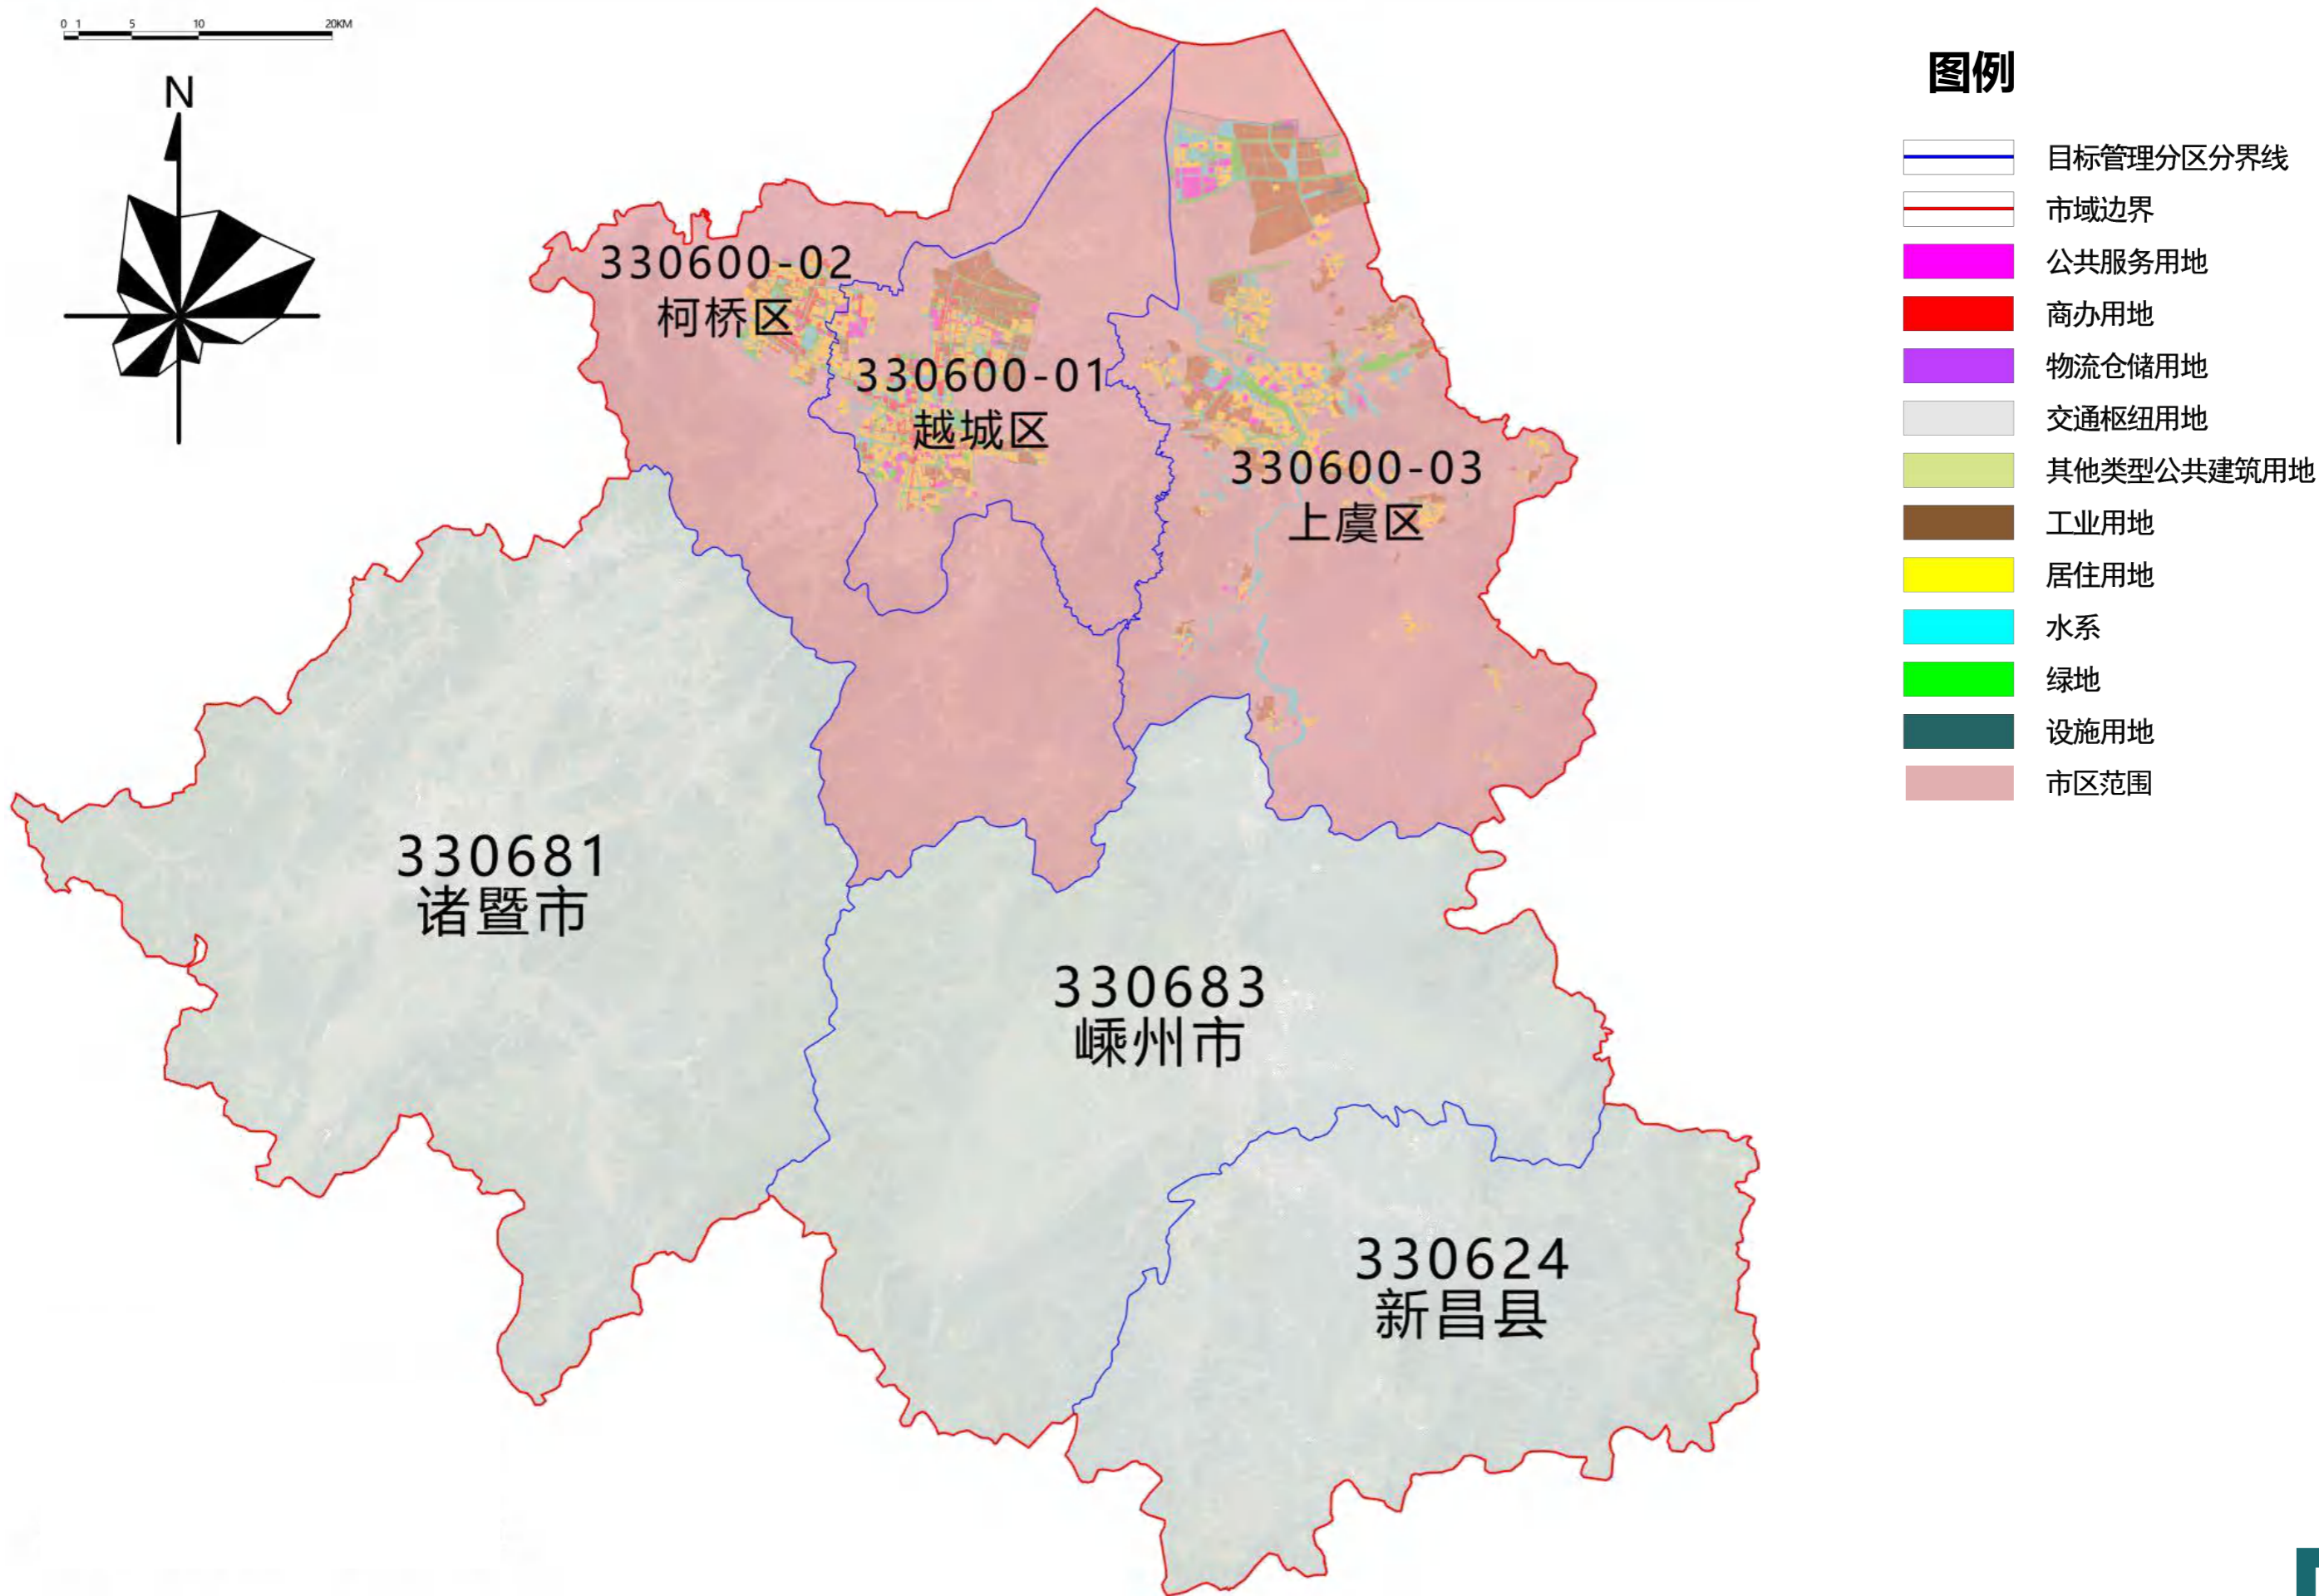 0 1 5 10 20KM
N
330600-02
柯桥区
330600-01
越城区
330600-03
上虞区
330681
诸暨市
330683
嵊州市
330624
新昌县
图例
目标管理分区分界线
市域边界
公共服务用地
商办用地
物流仓储用地
交通枢纽用地
其他类型公共建筑用地
工业用地
居住用地
水系
绿地
设施用地
市区范围